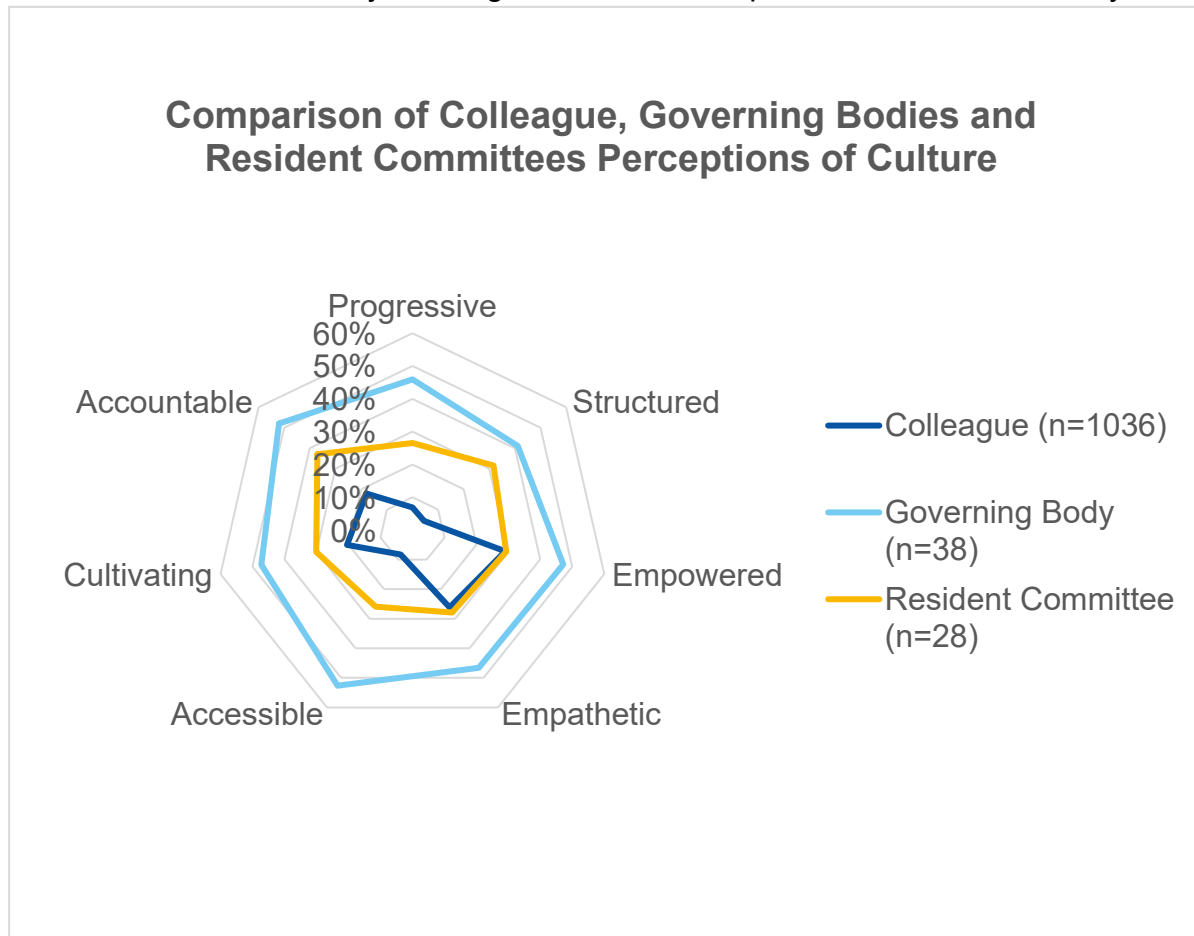 Comparison of Colleague, Governing Bodies and
Resident Committees Perceptions of Culture
Progressive
60%
50%
40%
30%
20%
10%
0%
Structured
Empowered
Empathetic
Accessible
Cultivating
Accountable
Colleague (n=1036)
Governing Body
(n=38)
Resident Committee
(n=28)